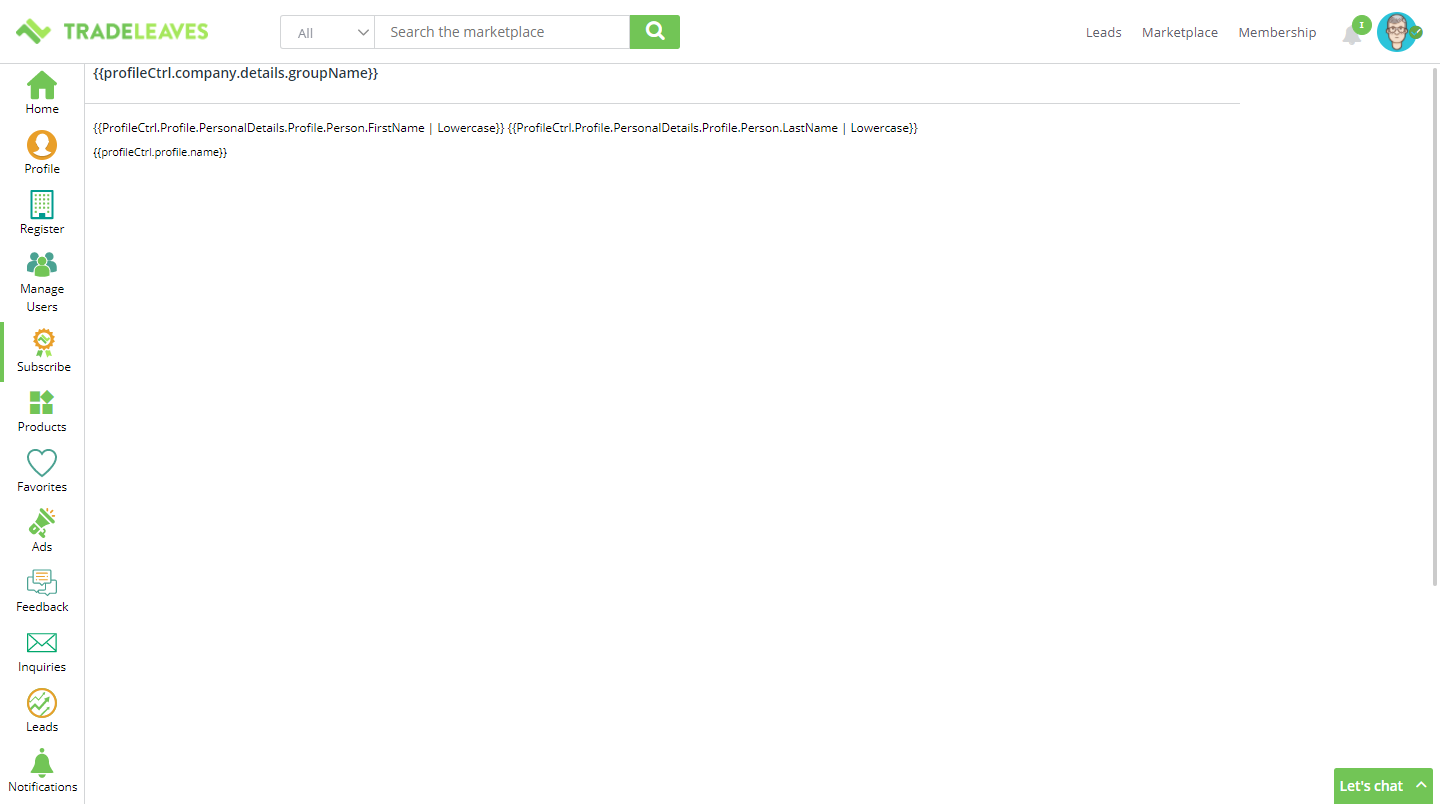 TRADELEAVES
All
Search the marketplace
Leads
Marketplace
Membership
I
{{profileCtrl.company.details.groupName}}
{{ProfileCtrl.Profile.PersonalDetails.Profile.Person.FirstName | Lowercase}} {{ProfileCtrl.Profile.PersonalDetails.Profile.Person.LastName | Lowercase}}
{{profileCtrl.profile.name}}
Home
Profile
Register
Manage
Users
Subscribe
Products
Favorites
Ads
Feedback
Inquiries
Leads
Notifications
Let's chat